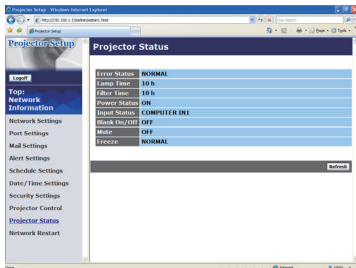 Projector Setup - Windows Internet Explorer
Projector Setup
Projector Setup
Logoff
Top:
Network
Information
Network Settings
Port Settings
Mail Settings
Alert Settings
Schedule Settings
Date/Time Settings
Security Settings
Projector Control
Projector Status
Network Restart
Projector Status
Error Status NORMAL
Lamp Time 10 h
Filter Time 10 h
Power Status ON
Input Status COMPUTER IN1
Blank On/Off OFF
Mute OFF
Freeze NORMAL
Refresh